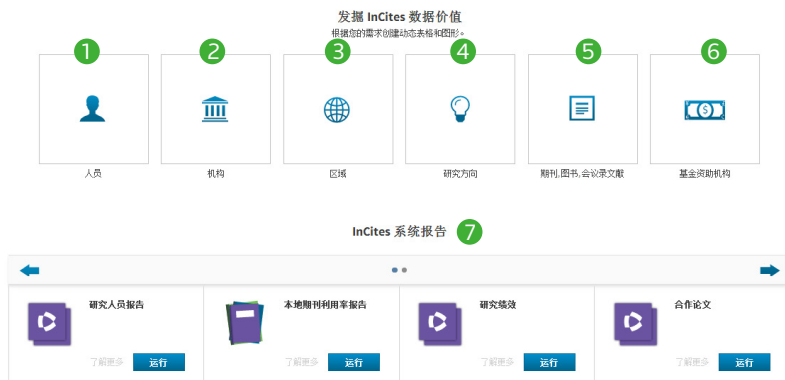 发掘 InCites 数据价值
根据您的需求创建动态表格和图形。
1 2 3 4 5 6
人员 机构 区域 研究方向 期刊,图书,会议录文献 基金资助机构
InCites 系统报告 7
研究人员报告 本地期刊利用率报告 研究绩效 合作论文
了解更多 运行 了解更多 运行 了解更多 运行 了解更多 运行